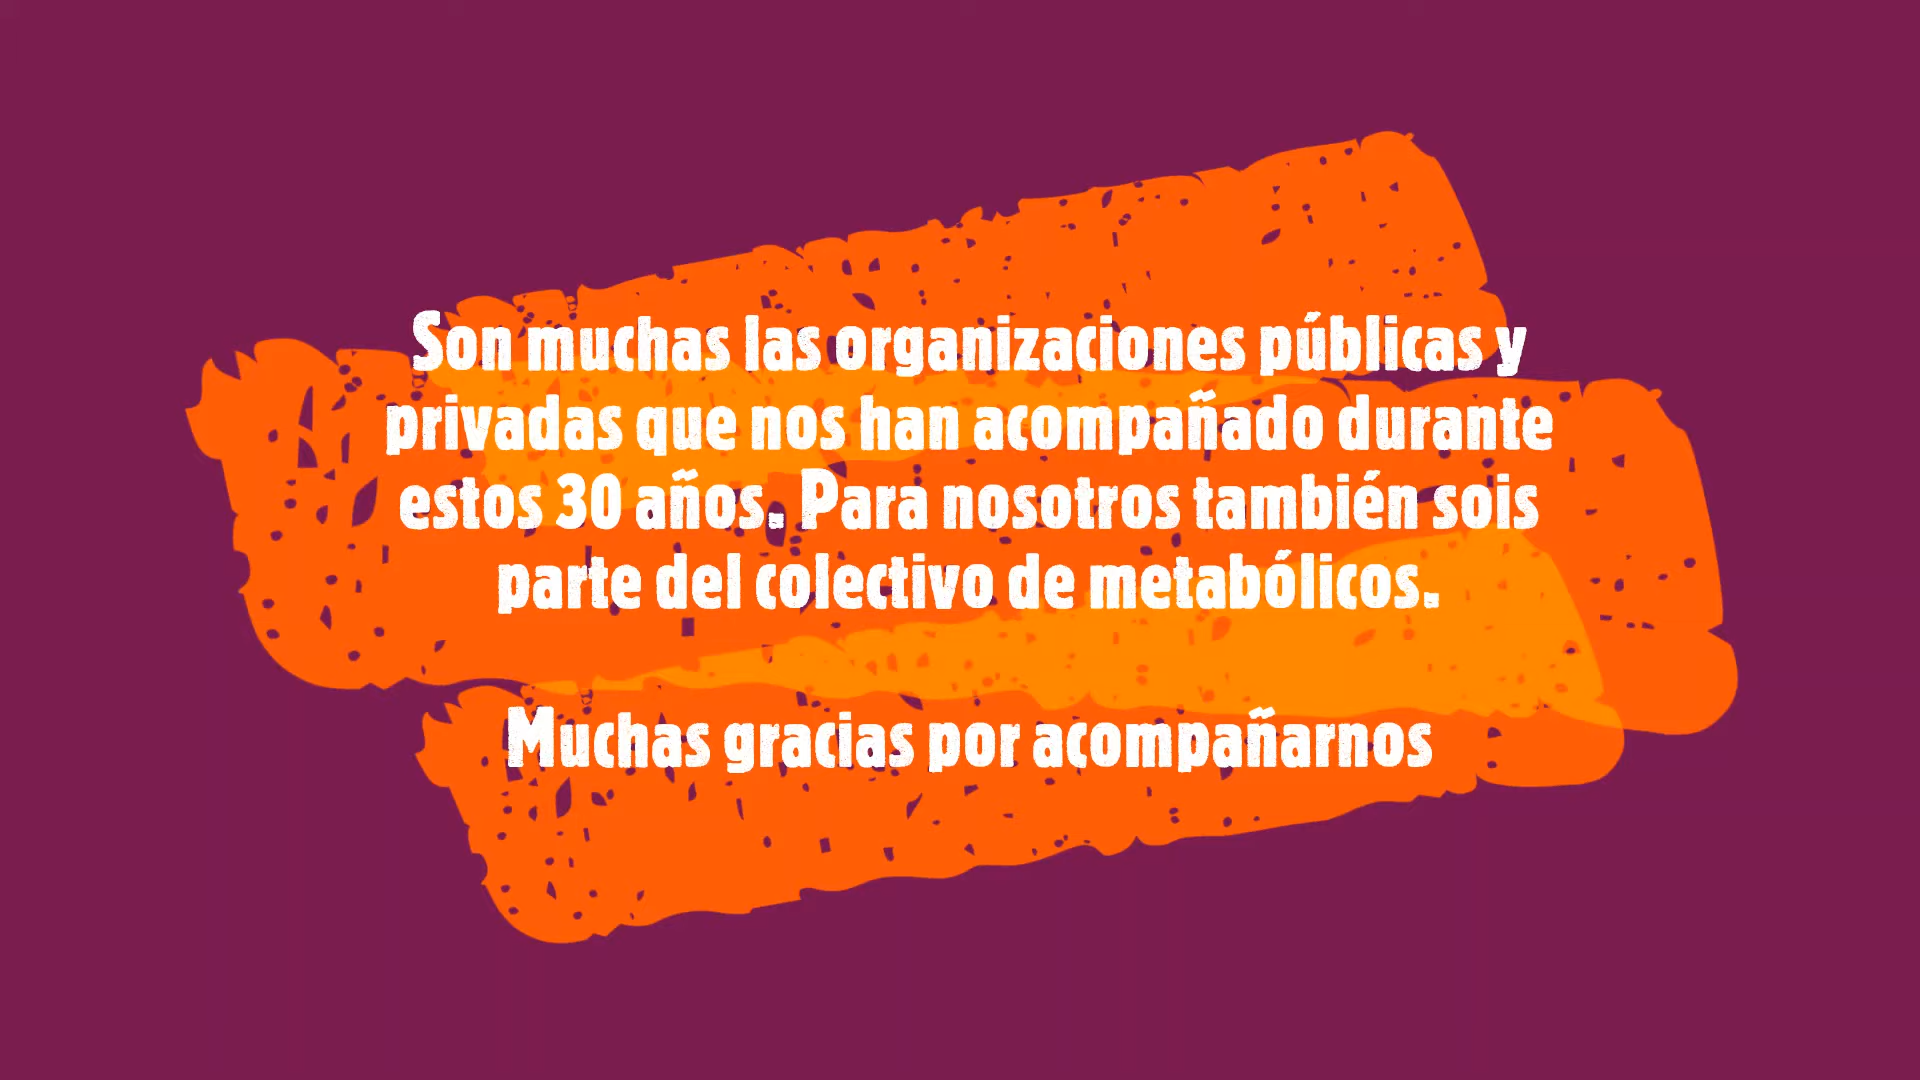 Son muchas las organizaciones públicas y
privadas que nos han acompañado durante
estos 30 años. Para nosotros también sois
parte del colectivo de metabólicos.
Muchas gracias por acompañarnos